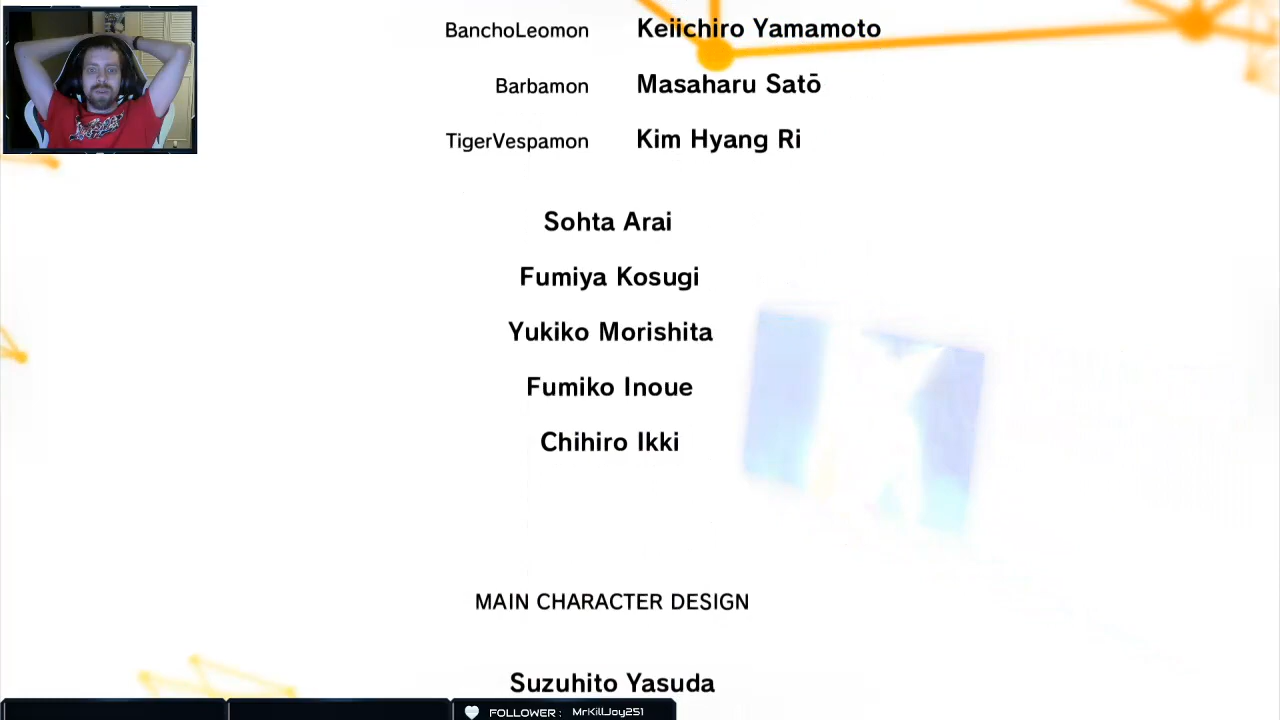 BanchoLeomon Keiichiro Yamamoto
Barbamon Masaharu Satō
TigerVespamon Kim Hyang Ri
Sohta Arai
Fumiya Kosugi
Yukiko Morishita
Fumiko Inoue
Chihiro Ikki
MAIN CHARACTER DESIGN
Suzuhito Yasuda
FOLLOWER: MrKillJoy251